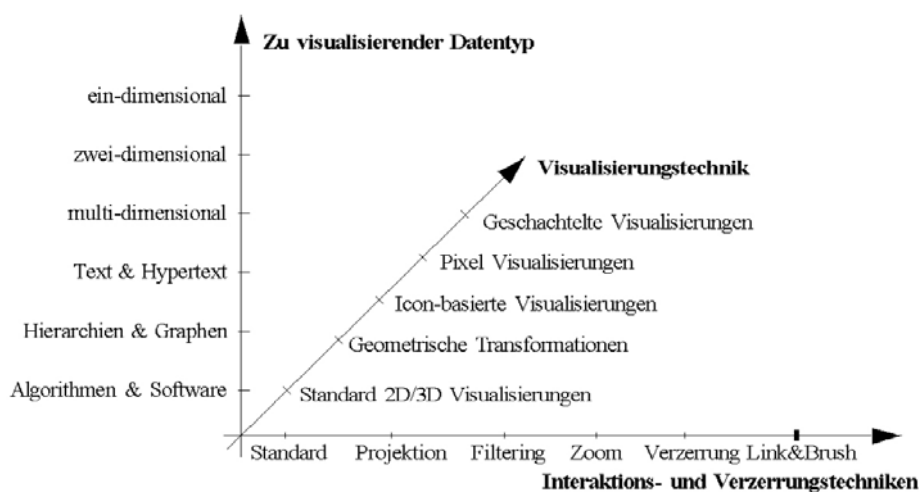 Zu visualisierender Datentyp
ein-dimensional
zwei-dimensional
Visualisierungstechnik
multi-dimensional
Geschachtelte Visualisierungen
Text & Hypertext
Pixel Visualisierungen
Icon-basierte Visualisierungen
Hierarchien & Graphen
Geometrische Transformationen
Algorithmen & Software
Standard 2D/3D Visualisierungen
Standard Projektion Filtering Zoom Verzerrung Link&Brush
Interaktions- und Verzerrungstechniken